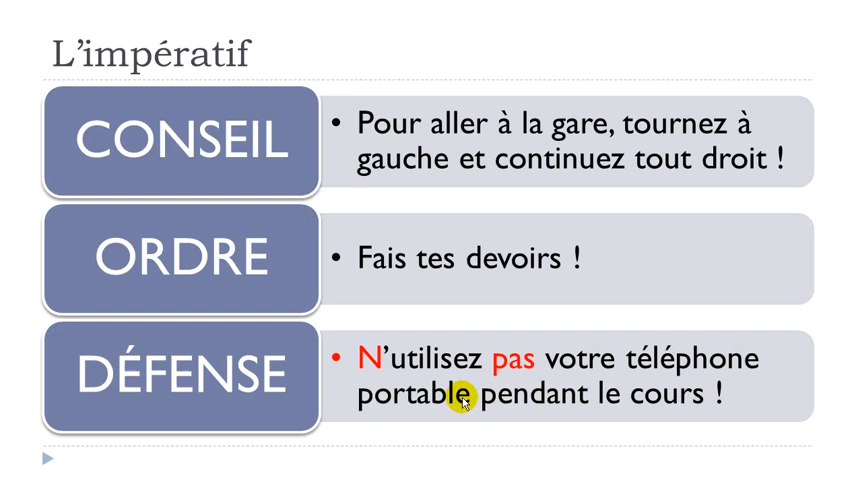 L’impératif
CONSEIL
• Pour aller à la gare, tournez à
gauche et continuez tout droit !
ORDRE
• Fais tes devoirs !
DÉFENSE
• N’utilisez pas votre téléphone
portable pendant le cours !